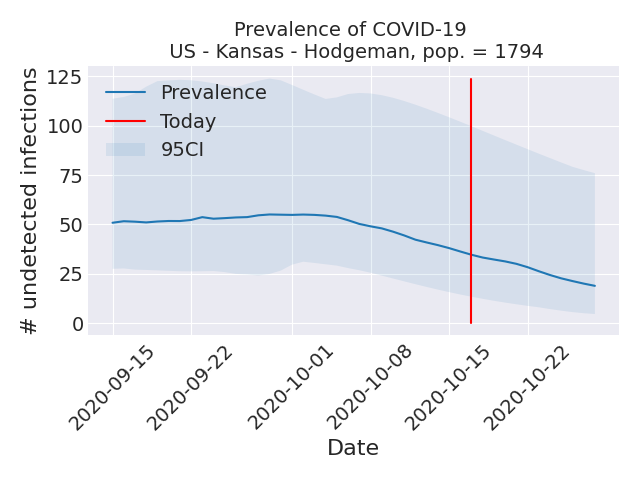 Prevalence of COVID-19
US - Kansas - Hodgeman, pop. = 1794
# undetected infections
125
100
75
50
25
0
Prevalence
Today
95CI
2020-09-15
2020-09-22
2020-10-01
2020-10-08
2020-10-15
2020-10-22
Date